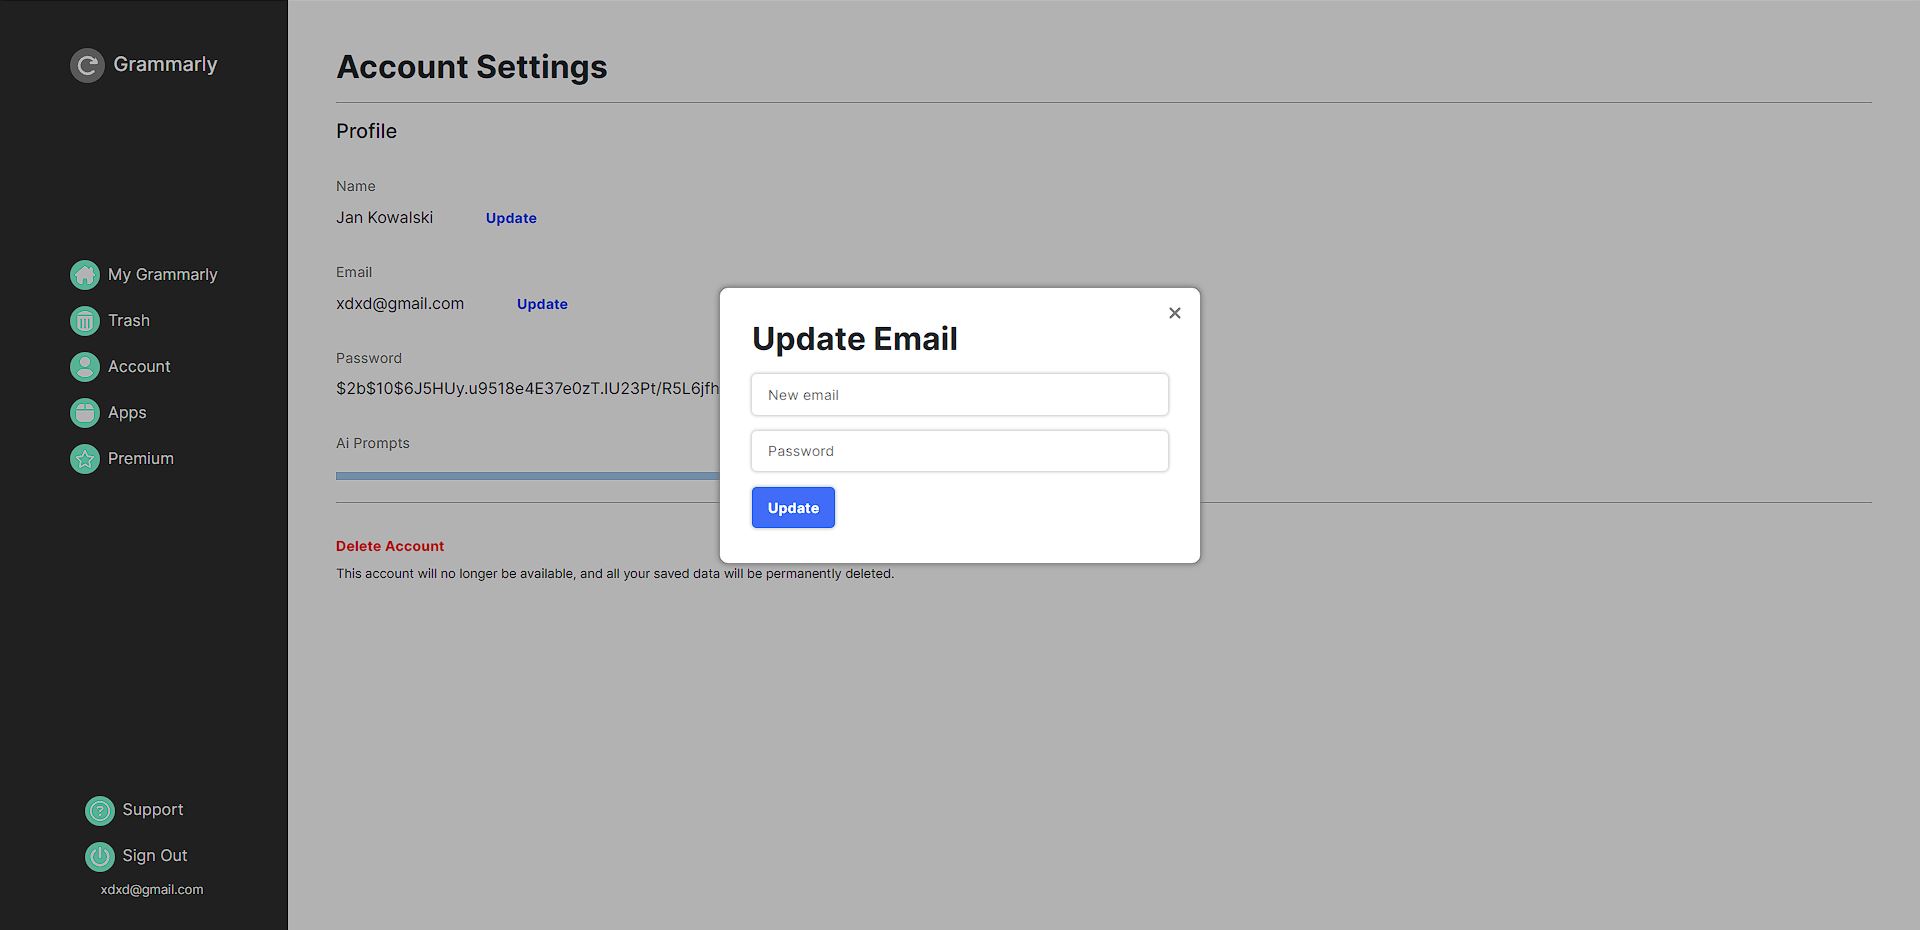 Grammarly
My Grammarly
Trash
Account
Apps
Premium
Support
Sign Out
xdxd@gmail.com
Account Settings
Profile
Name
Jan Kowalski Update
Email
xdxd@gmail.com Update
Password
$2b$10$6J5HUy.u9518e4E37e0zT.IU23Pt/R5L6jfh
Ai Prompts
Delete Account
This account will no longer be available, and all your saved data will be permanently deleted.
Update Email
New email
Password
Update